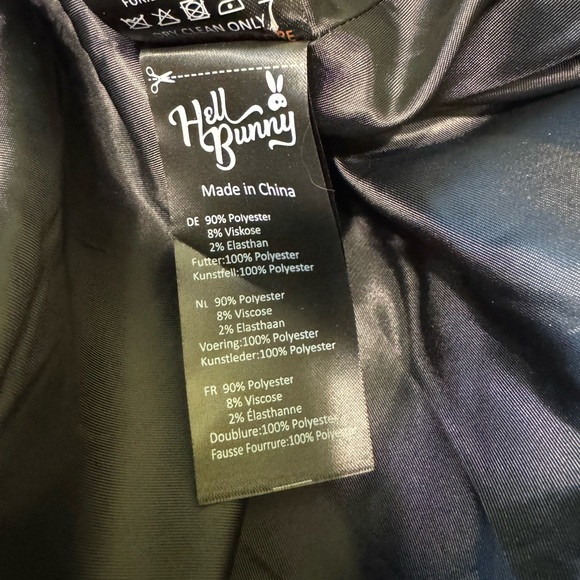 DRY CLEAN ONLY
Hell
Bunny
Made in China
DE 90% Polyester
8% Viskose
2% Elasthan
Futter:100% Polyester
Kunstfell:100% Polyester
NL 90% Polyester
8% Viscose
2% Elasthaan
Voering:100% Polyester
Kunstleder:100% Polyester
FR 90% Polyester
8% Viscose
2% Élasthanne
Doublure:100% Polyester
Fausse Fourrure:100% Polyester